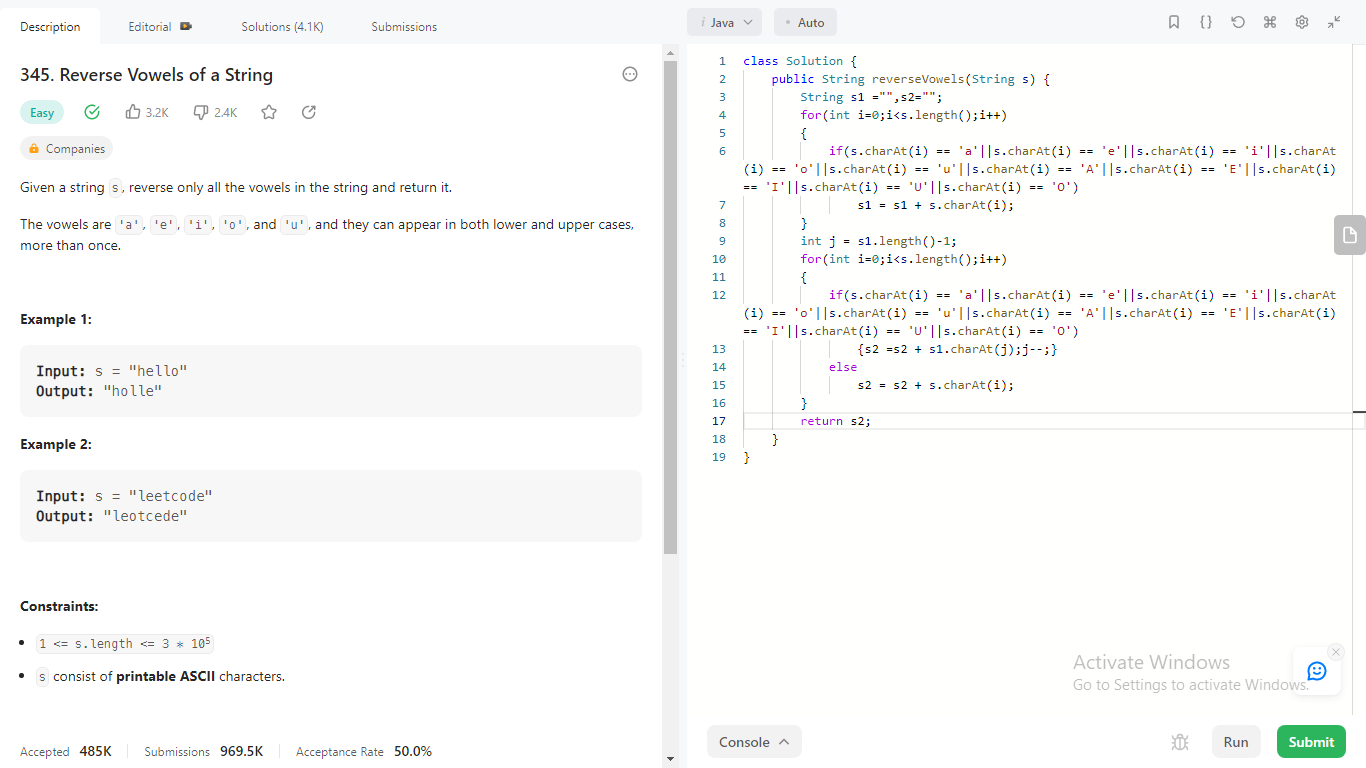 Description Editorial Solutions (4.1K) Submissions
i Java Auto
345. Reverse Vowels of a String
Easy 3.2K 2.4K
Companies
Given a string s, reverse only all the vowels in the string and return it.
The vowels are 'a', 'e', 'i', 'o', and 'u', and they can appear in both lower and upper cases,
more than once.
Example 1:
Input: s = "hello"
Output: "holle"
Example 2:
Input: s = "leetcode"
Output: "leotcede"
Constraints:
1 <= s.length <= 3 * 10⁵
s consist of printable ASCII characters.
Accepted 485K Submissions 969.5K Acceptance Rate 50.0%
1 class Solution {
2 public String reverseVowels(String s) {
3 String s1 ="",s2="";
4 for(int i=0;i<s.length();i++)
5 {
6 if(s.charAt(i) == 'a'||s.charAt(i) == 'e'||s.charAt(i) == 'i'||s.charAt
(i) == 'o'||s.charAt(i) == 'u'||s.charAt(i) == 'A'||s.charAt(i) == 'E'||s.charAt(i)
== 'I'||s.charAt(i) == 'U'||s.charAt(i) == 'O')
7 s1 = s1 + s.charAt(i);
8 }
9 int j = s1.length()-1;
10 for(int i=0;i<s.length();i++)
11 {
12 if(s.charAt(i) == 'a'||s.charAt(i) == 'e'||s.charAt(i) == 'i'||s.charAt
(i) == 'o'||s.charAt(i) == 'u'||s.charAt(i) == 'A'||s.charAt(i) == 'E'||s.charAt(i)
== 'I'||s.charAt(i) == 'U'||s.charAt(i) == 'O')
13 {s2 =s2 + s1.charAt(j);j--;}
14 else
15 s2 = s2 + s.charAt(i);
16 }
17 return s2;
18 }
19 }
Activate Windows
Go to Settings to activate Windows.
Console Run Submit